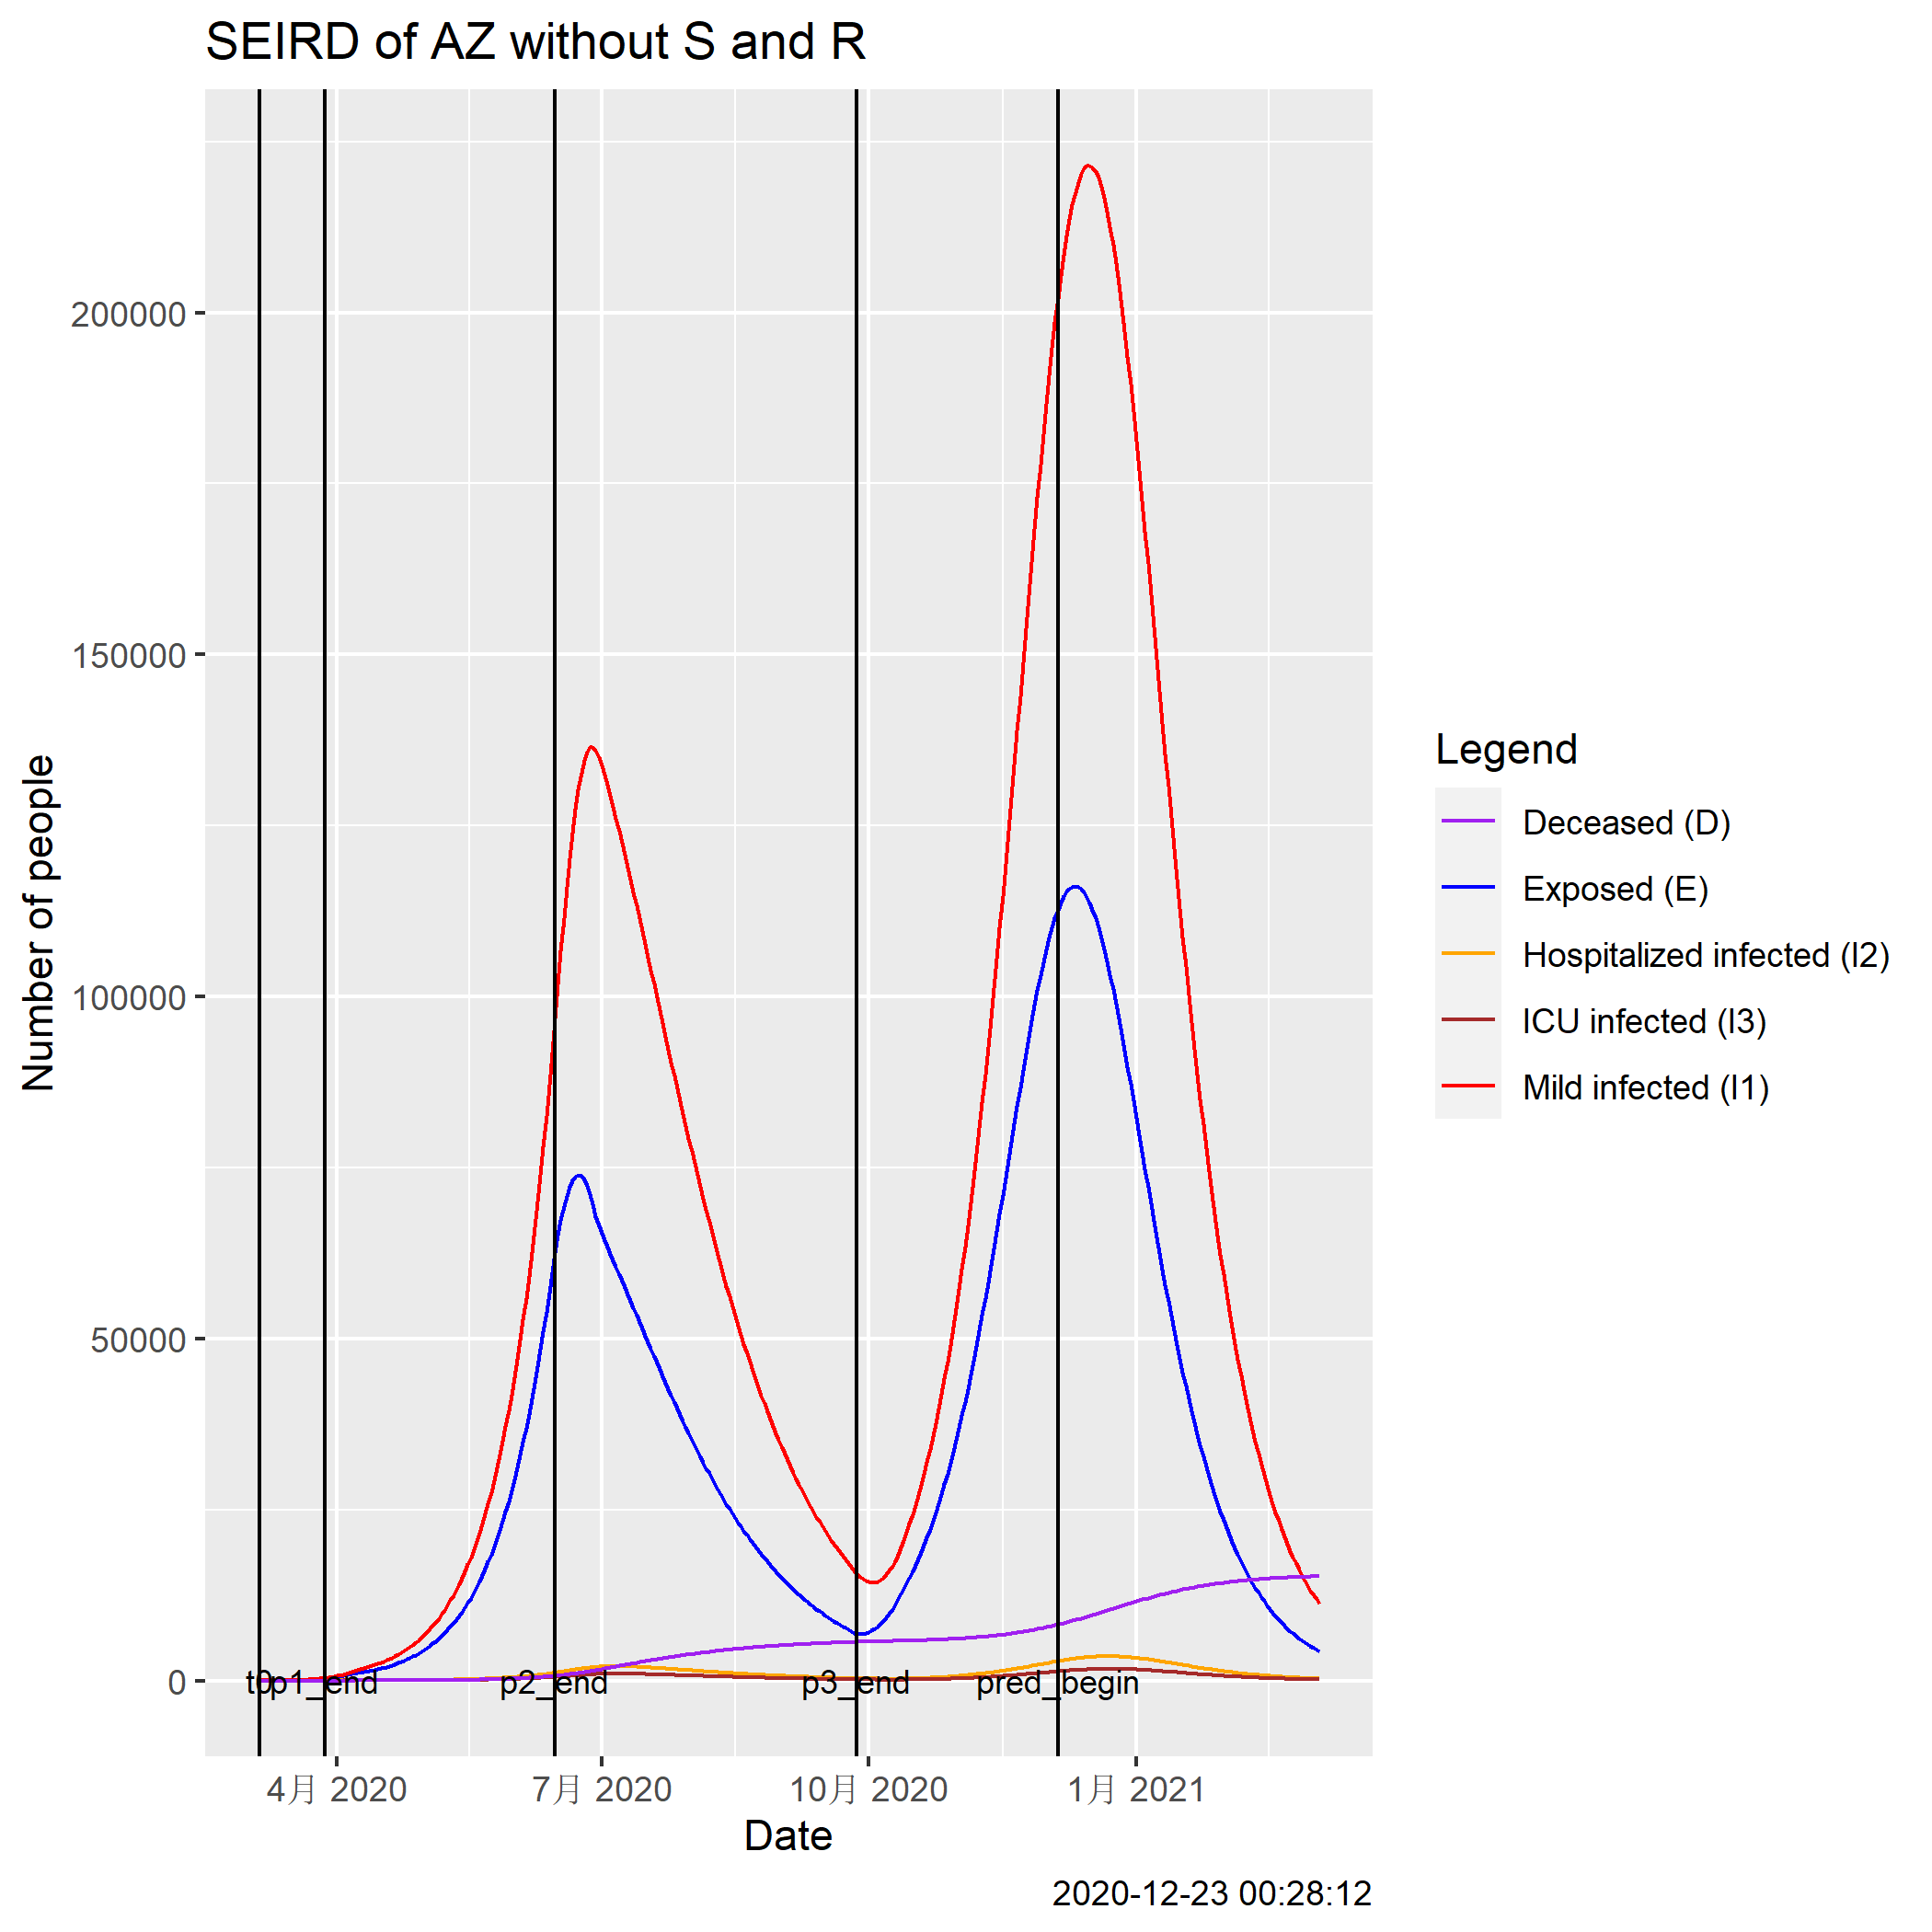 SEIRD of AZ without S and R
Number of people
200000
150000
100000
50000
0
t0
p1_end
p2_end
p3_end
pred_begin
4月 2020
7月 2020
10月 2020
1月 2021
Date
Legend
Deceased (D)
Exposed (E)
Hospitalized infected (I2)
ICU infected (I3)
Mild infected (I1)
2020-12-23 00:28:12